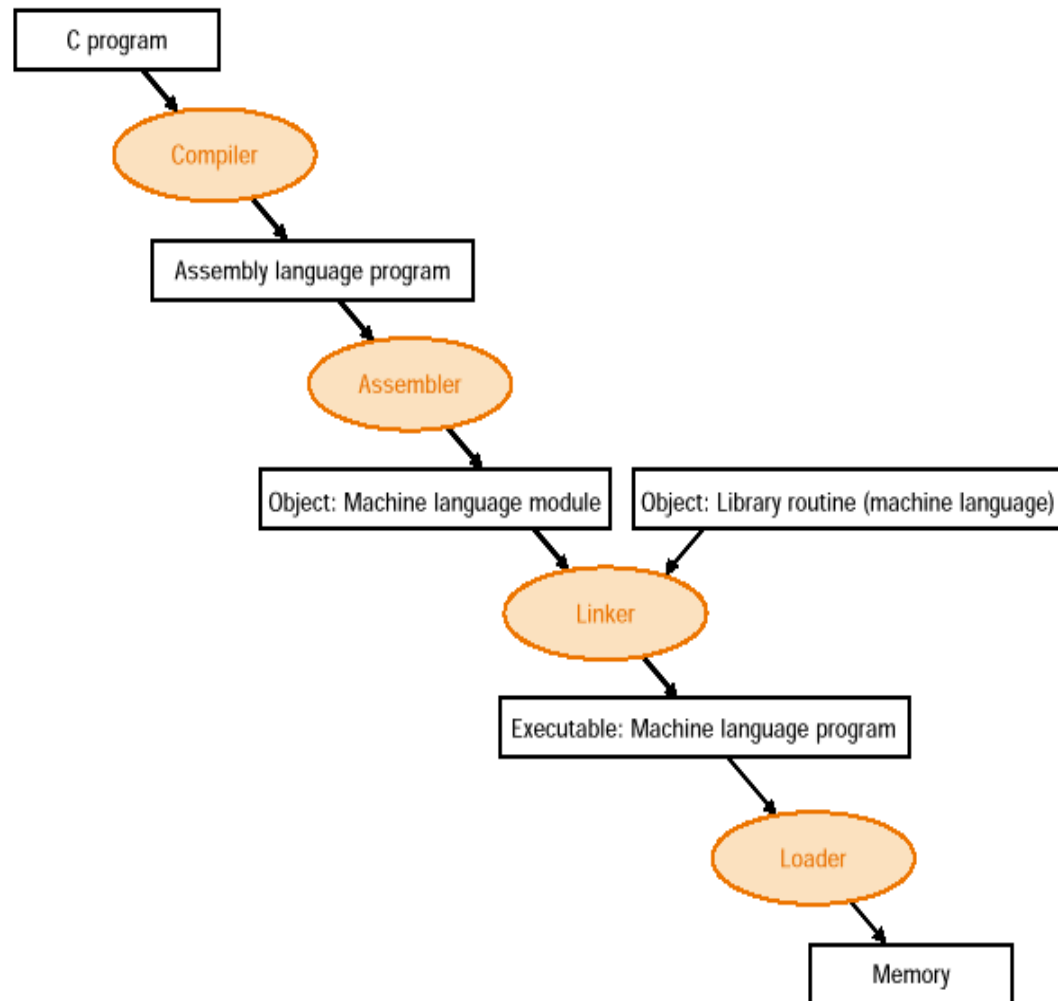 C program
Compiler
Assembly language program
Assembler
Object: Machine language module
Object: Library routine (machine language)
Linker
Executable: Machine language program
Loader
Memory